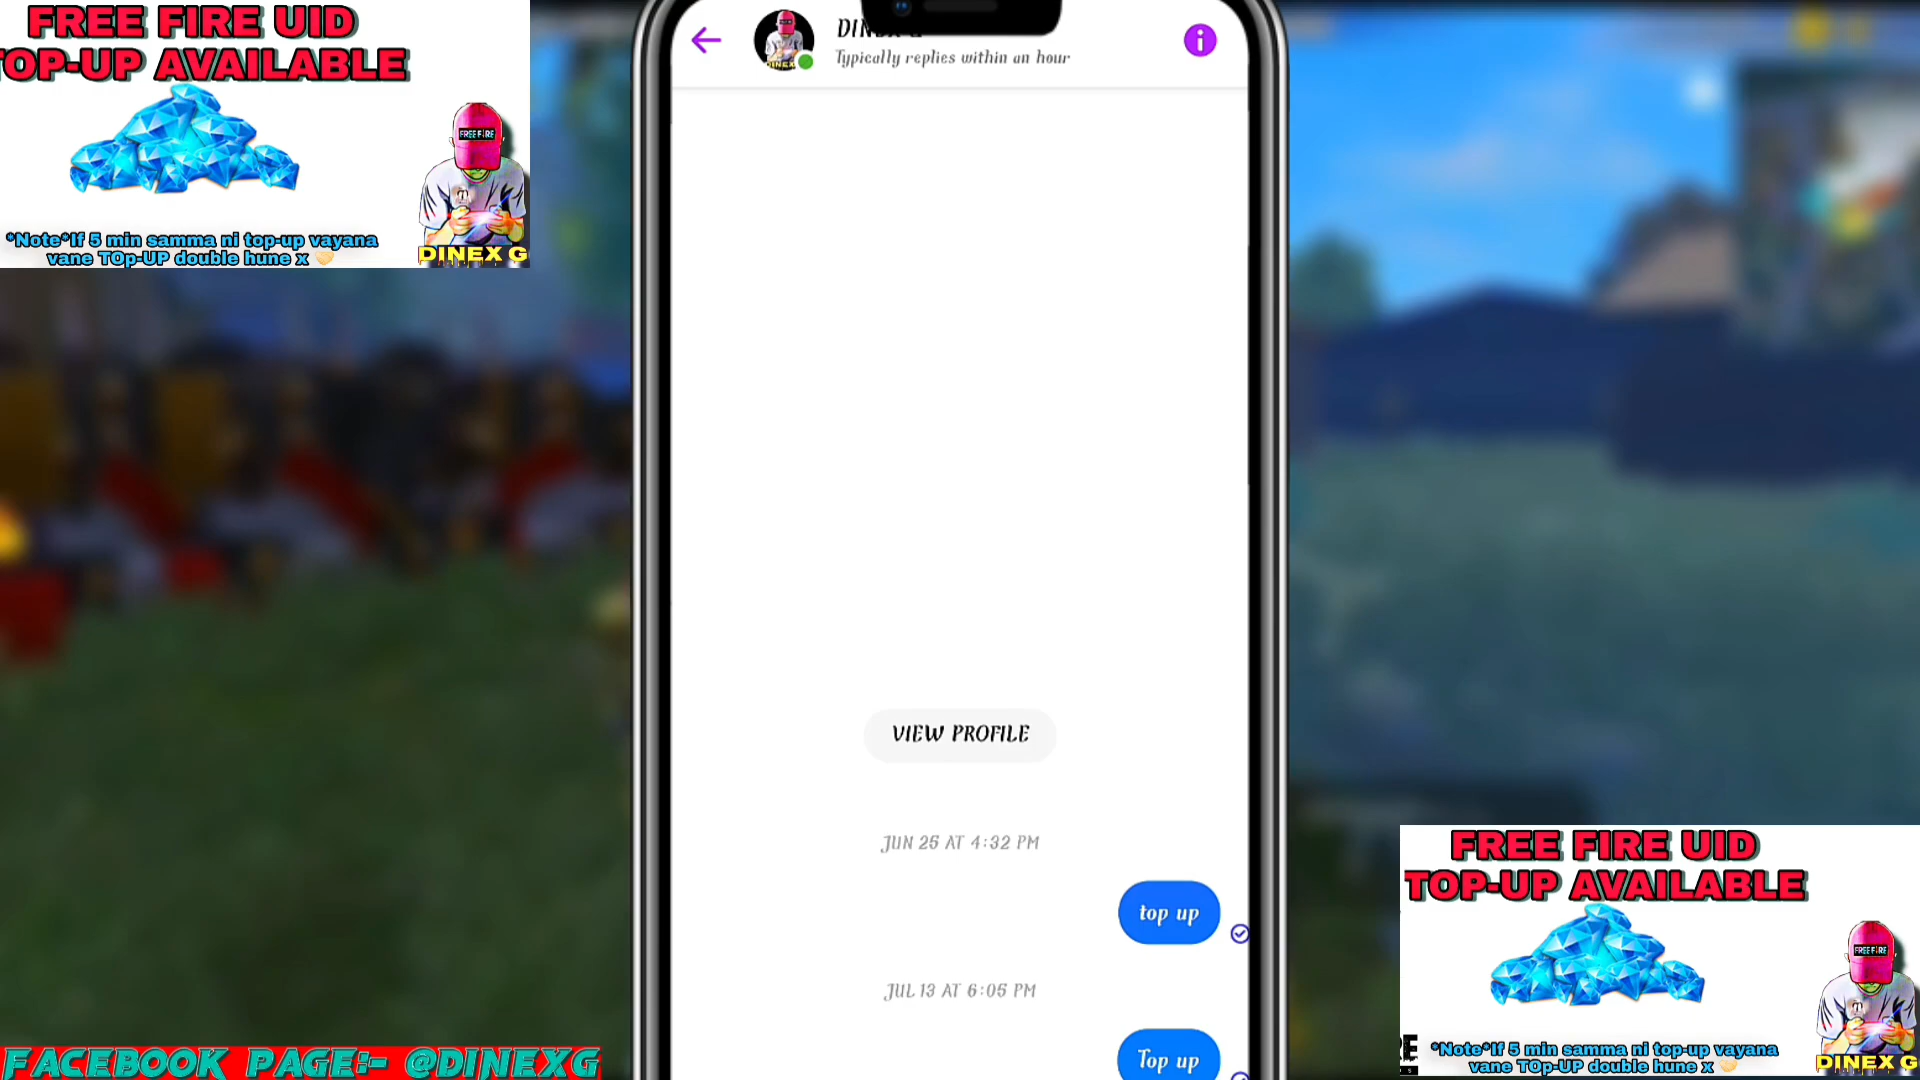 FREE FIRE UID
TOP-UP AVAILABLE
FREE FIRE
*Note*If 5 min samma ni top-up vayana
vane TOp-UP double hune x
DINEX G
Typically replies within an hour
VIEW PROFILE
JUN 25 AT 4:32 PM
top up
JUL 13 AT 6:05 PM
Top up
FACEBOOK PAGE:- @DINEXG
FREE FIRE UID
TOP-UP AVAILABLE
FREE FIRE
*Note*If 5 min samma ni top-up vayana
vane TOp-UP double hune x
DINEX G